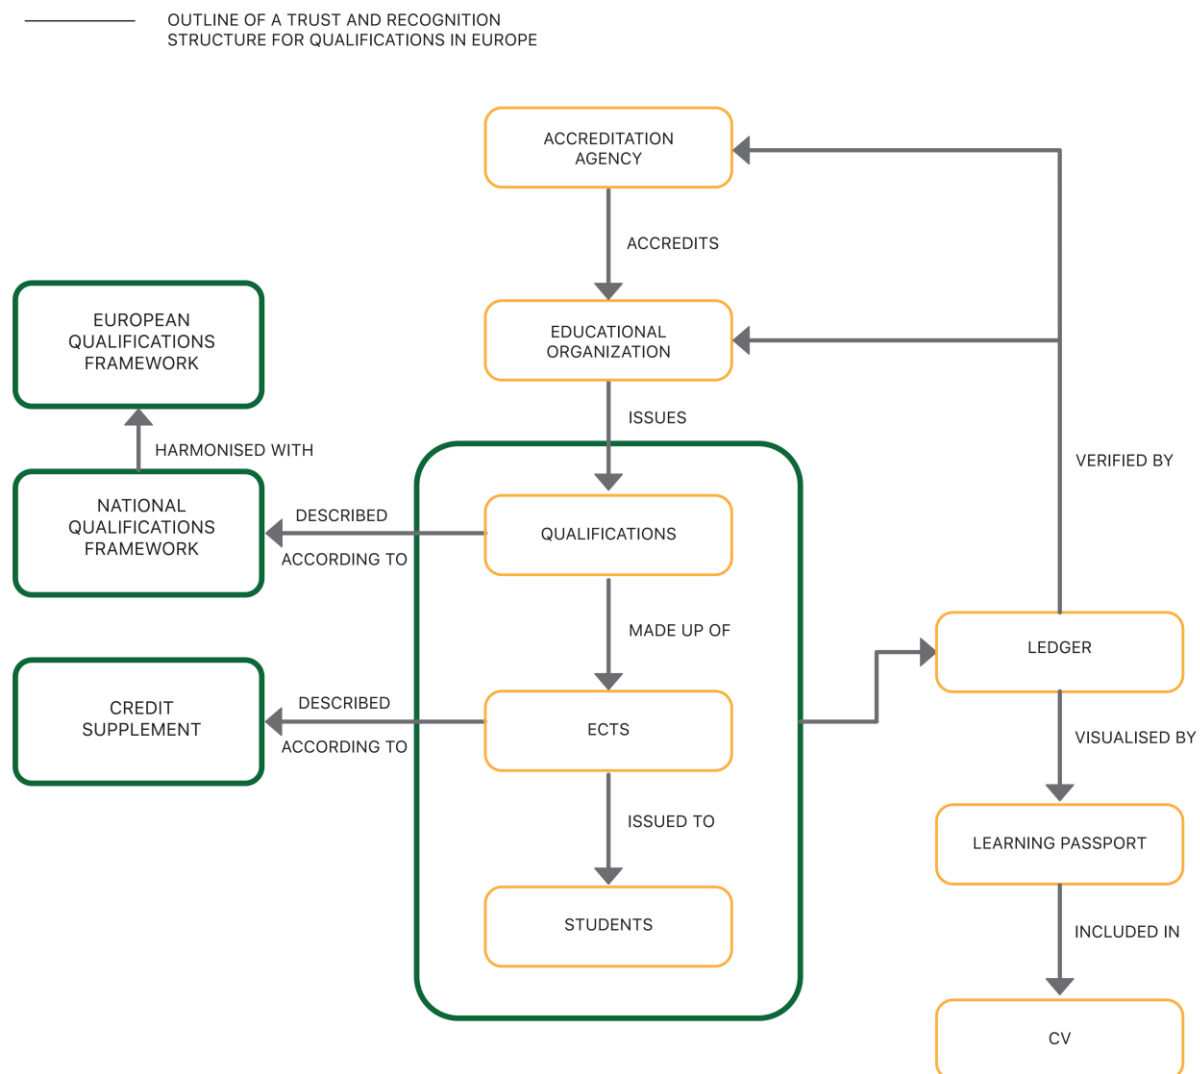 OUTLINE OF A TRUST AND RECOGNITION
STRUCTURE FOR QUALIFICATIONS IN EUROPE
ACCREDITATION
AGENCY
ACCREDITS
EDUCATIONAL
ORGANIZATION
EUROPEAN
QUALIFICATIONS
FRAMEWORK
ISSUES
HARMONISED WITH
VERIFIED BY
NATIONAL
QUALIFICATIONS
FRAMEWORK
DESCRIBED
ACCORDING TO
QUALIFICATIONS
MADE UP OF
LEDGER
CREDIT
SUPPLEMENT
DESCRIBED
ACCORDING TO
ECTS
VISUALISED BY
ISSUED TO
LEARNING PASSPORT
STUDENTS
INCLUDED IN
CV